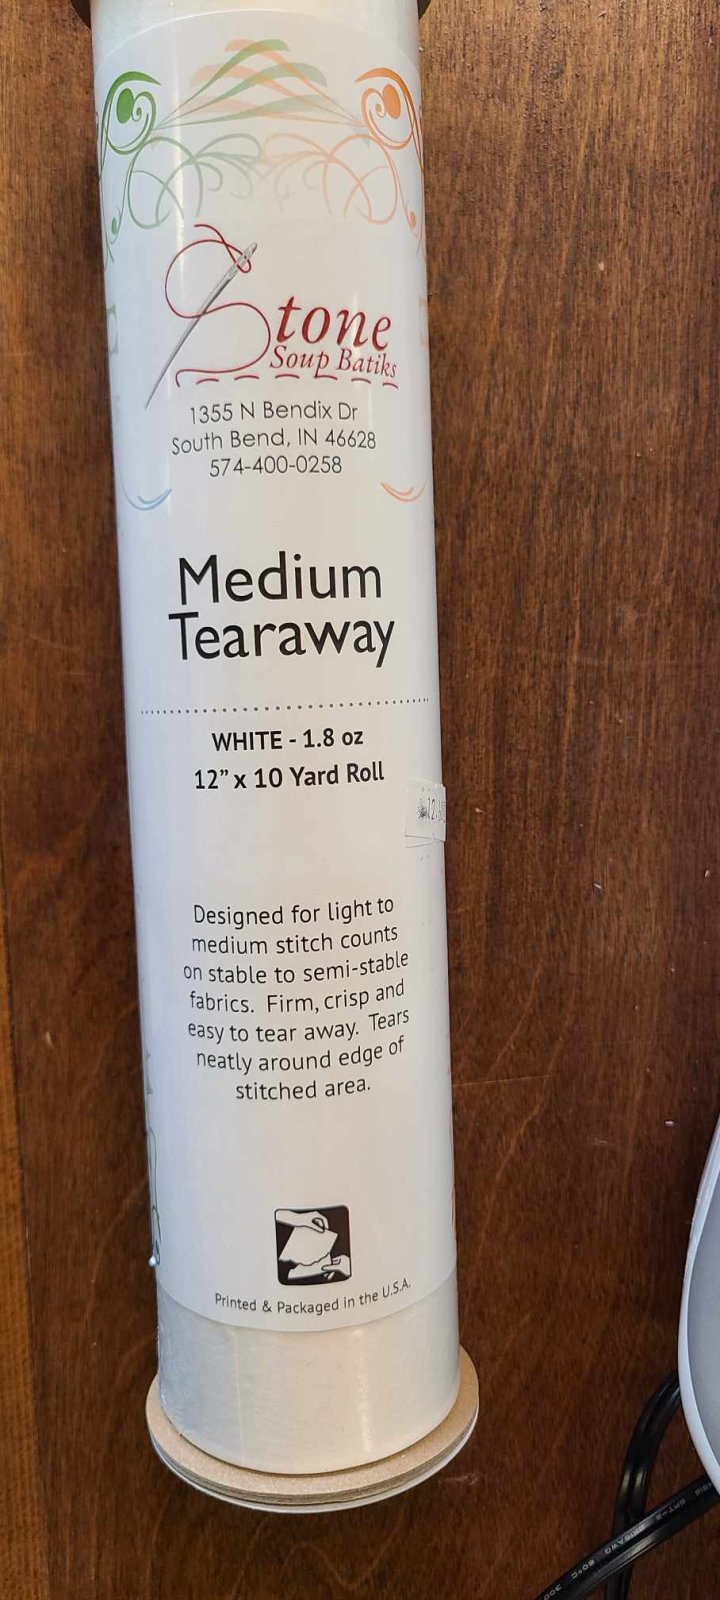 Stone
Soup Batiks
1355 N Bendix Dr
South Bend, IN 46628
574-400-0258
Medium
Tearaway
WHITE - 1.8 oz
12” x 10 Yard Roll
Designed for light to
medium stitch counts
on stable to semi-stable
fabrics. Firm, crisp and
easy to tear away. Tears
neatly around edge of
stitched area.
Printed & Packaged in the U.S.A.